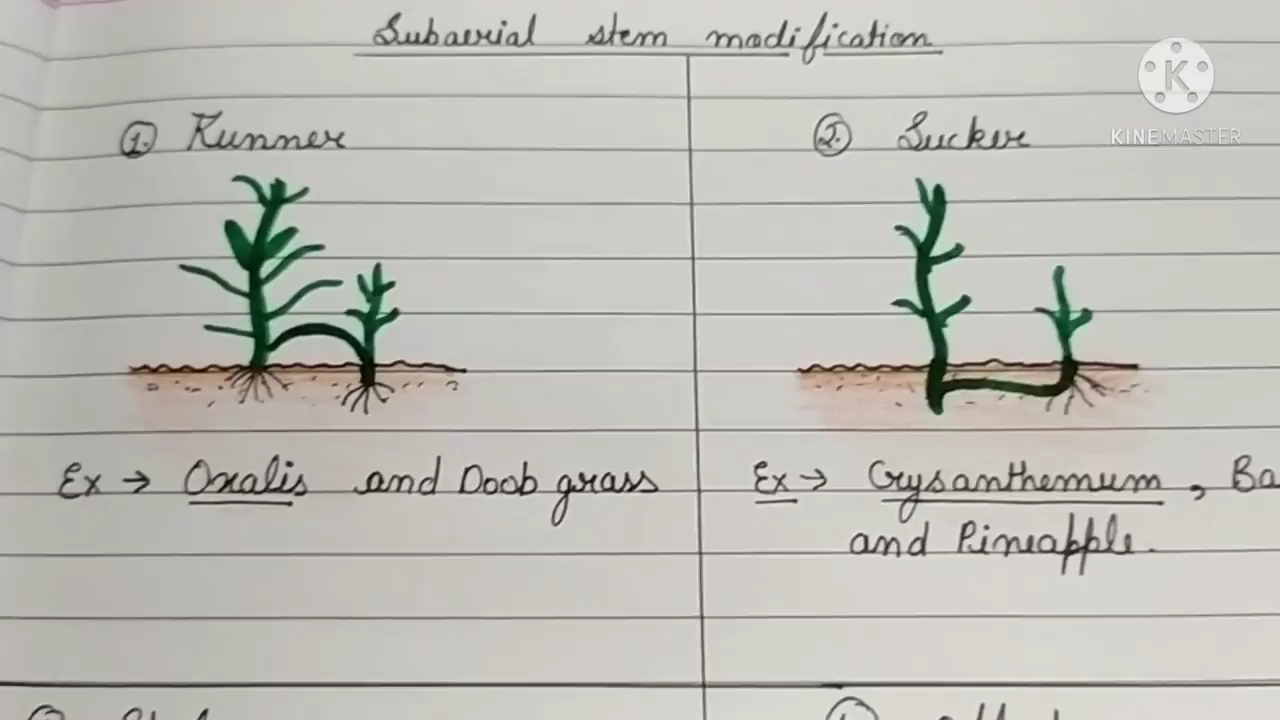 Subaerial stem modification
K
KINEMASTER
1. Runner
2. Sucker
Ex → Oxalis and Doob grass
Ex → Crysanthemum, Ba
and Pineapple.